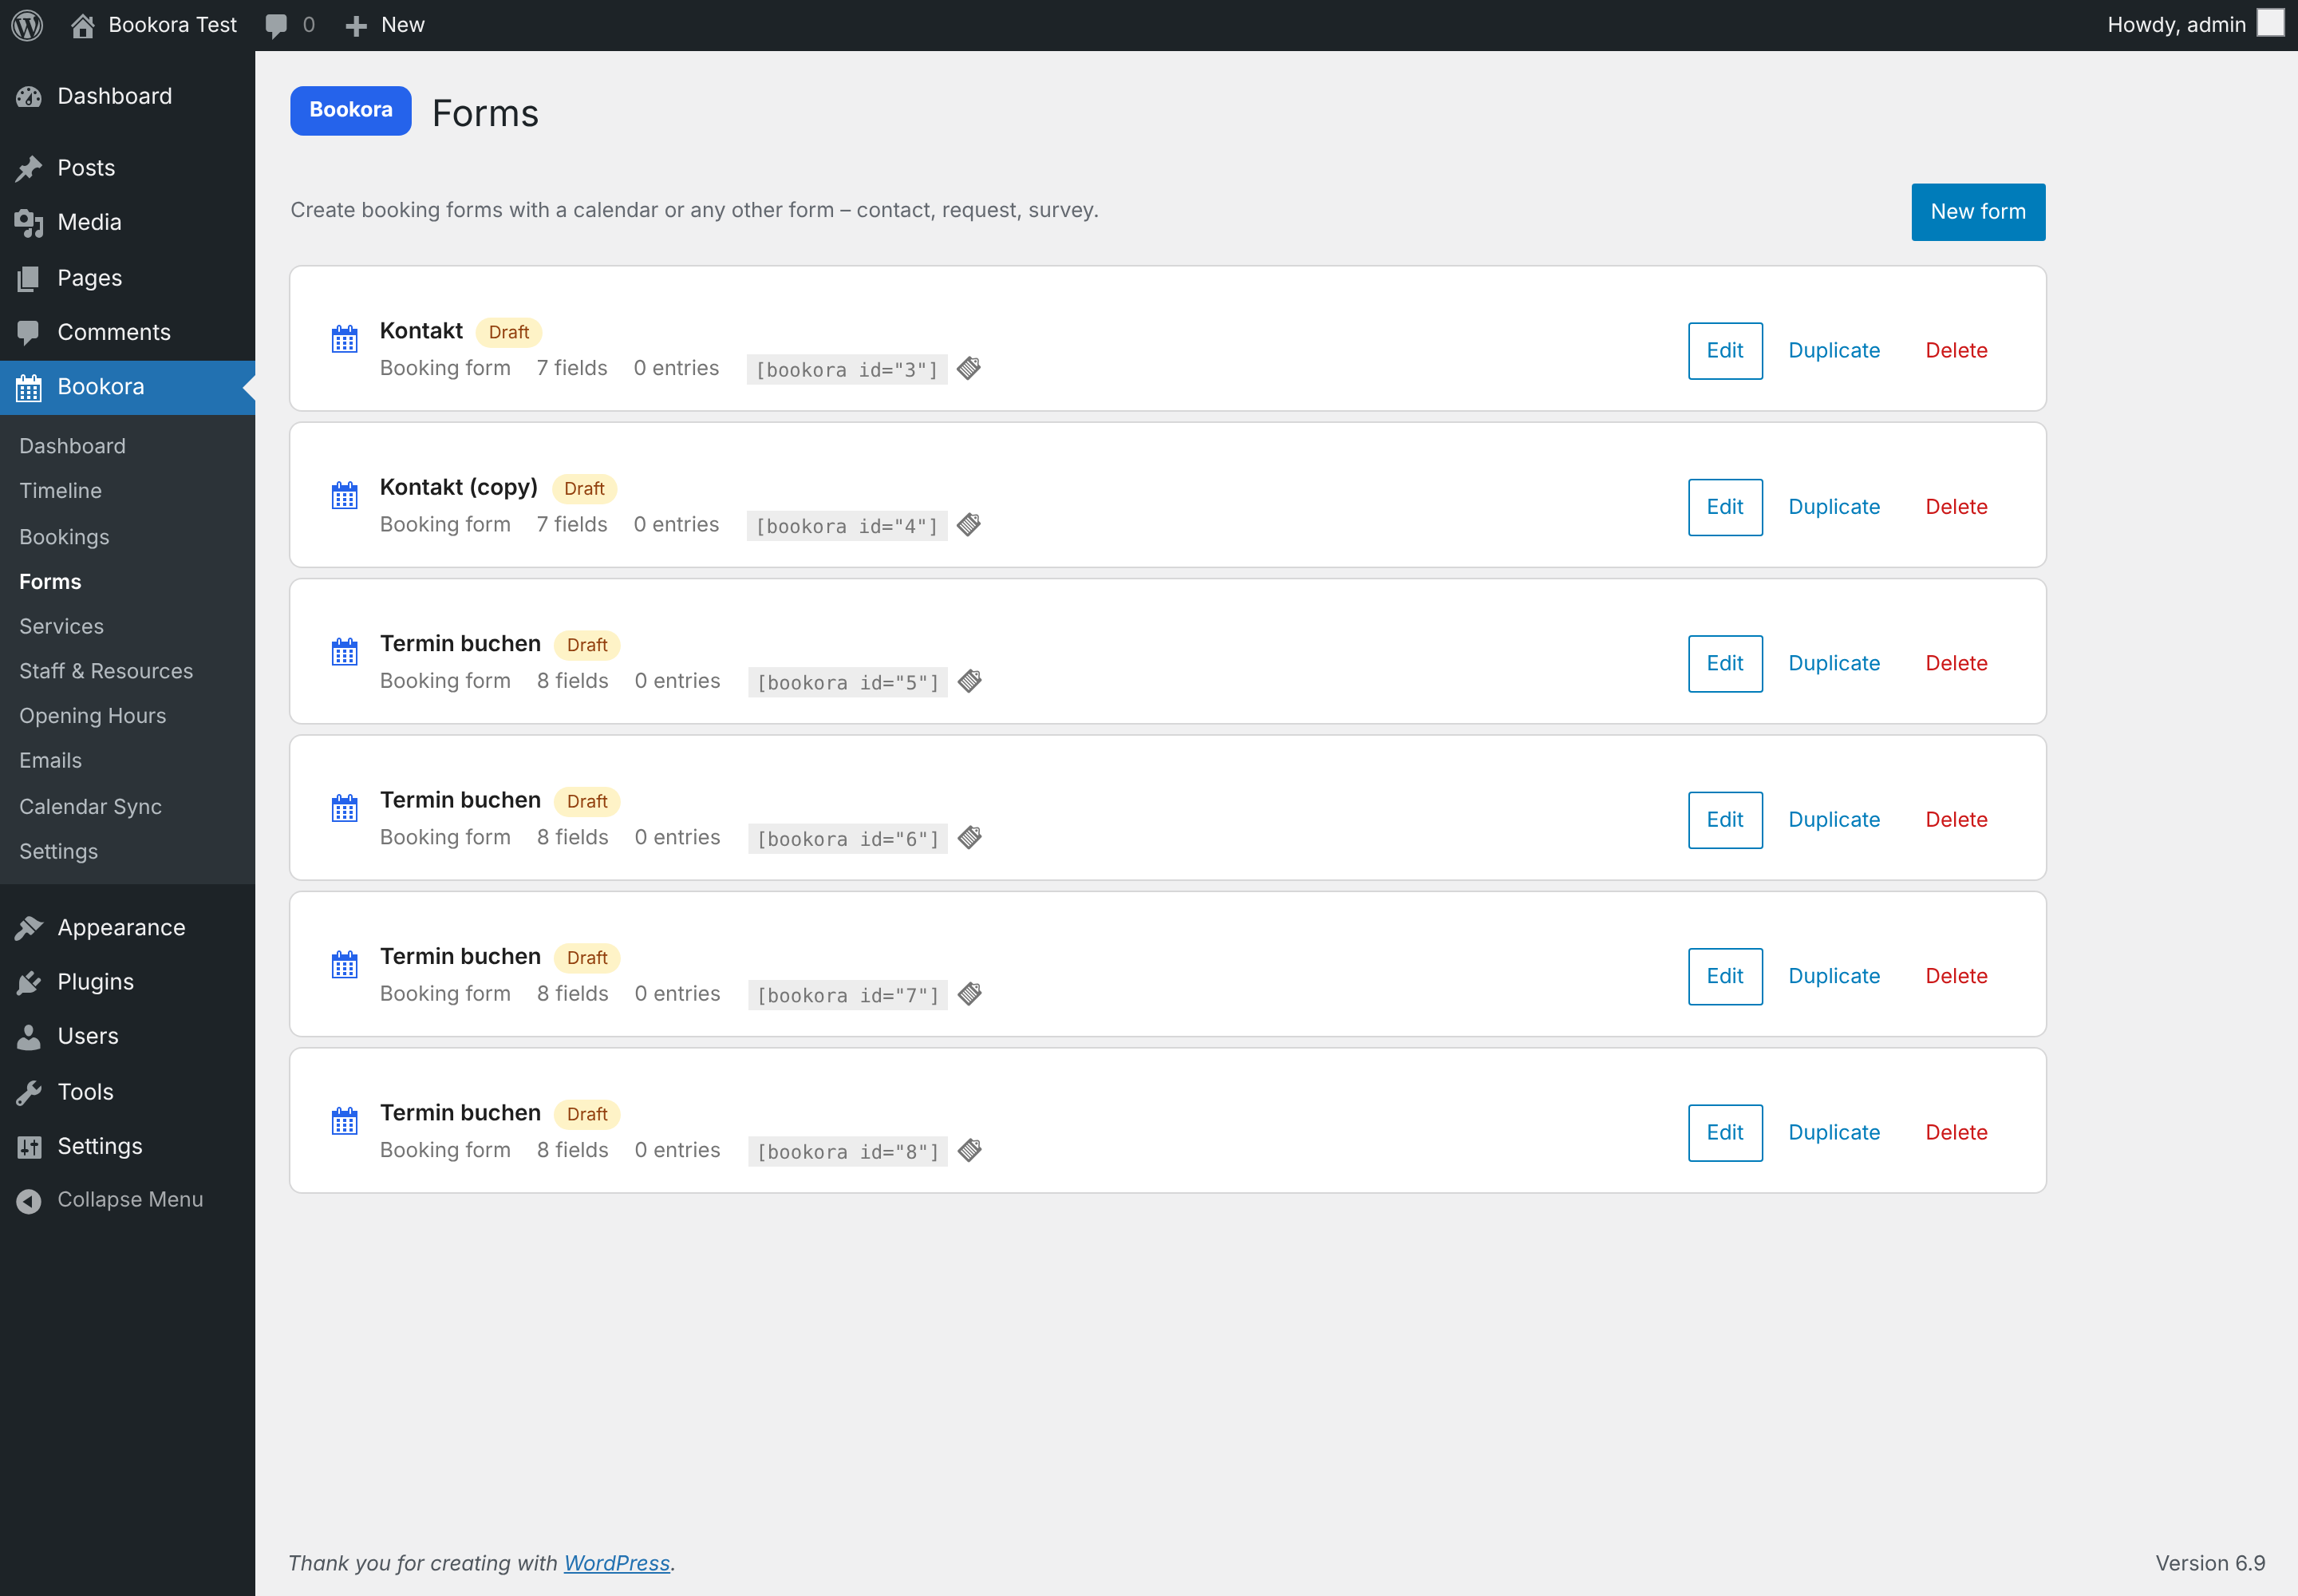 Bookora Test 0 New Howdy, admin
Dashboard
Posts
Media
Pages
Comments
Bookora
Dashboard
Timeline
Bookings
Forms
Services
Staff & Resources
Opening Hours
Emails
Calendar Sync
Settings
Appearance
Plugins
Users
Tools
Settings
Collapse Menu
Bookora Forms
Create booking forms with a calendar or any other form – contact, request, survey.
New form
Kontakt Draft
Booking form 7 fields 0 entries [bookora id="3"]
Edit Duplicate Delete
Kontakt (copy) Draft
Booking form 7 fields 0 entries [bookora id="4"]
Edit Duplicate Delete
Termin buchen Draft
Booking form 8 fields 0 entries [bookora id="5"]
Edit Duplicate Delete
Termin buchen Draft
Booking form 8 fields 0 entries [bookora id="6"]
Edit Duplicate Delete
Termin buchen Draft
Booking form 8 fields 0 entries [bookora id="7"]
Edit Duplicate Delete
Termin buchen Draft
Booking form 8 fields 0 entries [bookora id="8"]
Edit Duplicate Delete
Thank you for creating with WordPress.
Version 6.9